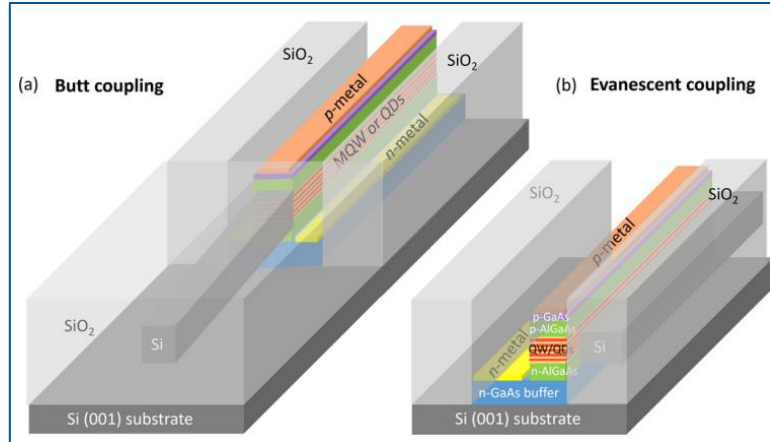 (a) Butt coupling
SiO2
SiO2
p-metal
MQW or QDs
n-metal
SiO2
Si
Si (001) substrate
(b) Evanescent coupling
SiO2
SiO2
p-metal
n-metal
p-GaAs
p-AlGaAs
QW/QDs
n-AlGaAs
Si
n-GaAs buffer
Si (001) substrate